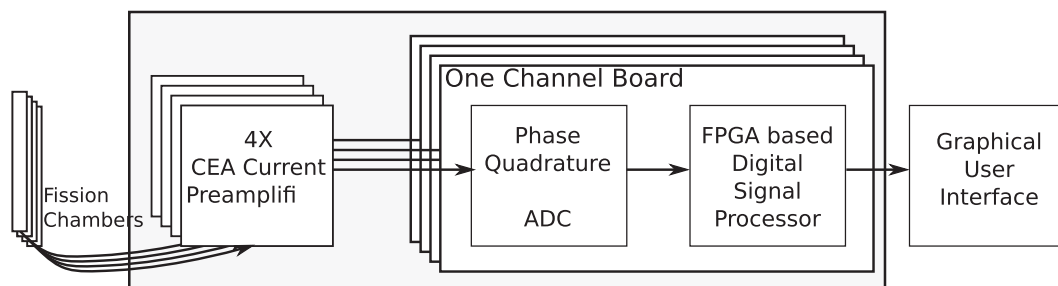 Fission
Chambers
4X
CEA Current
Preamplifi
One Channel Board
Phase
Quadrature
ADC
FPGA based
Digital
Signal
Processor
Graphical
User
Interface